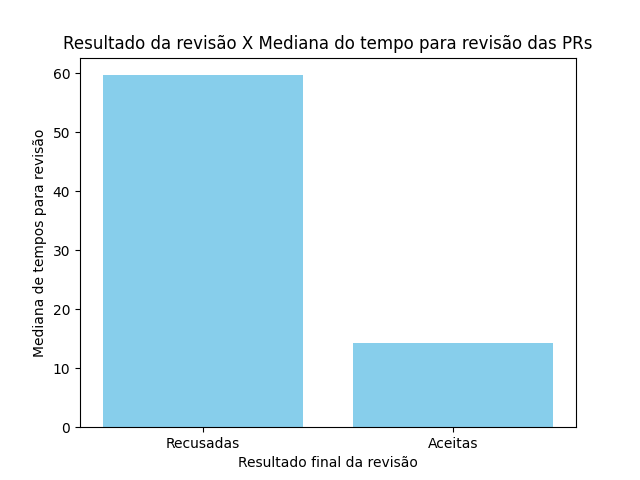 Resultado da revisão X Mediana do tempo para revisão das PRs
Mediana de tempos para revisão
60
50
40
30
20
10
0
Recusadas
Aceitas
Resultado final da revisão